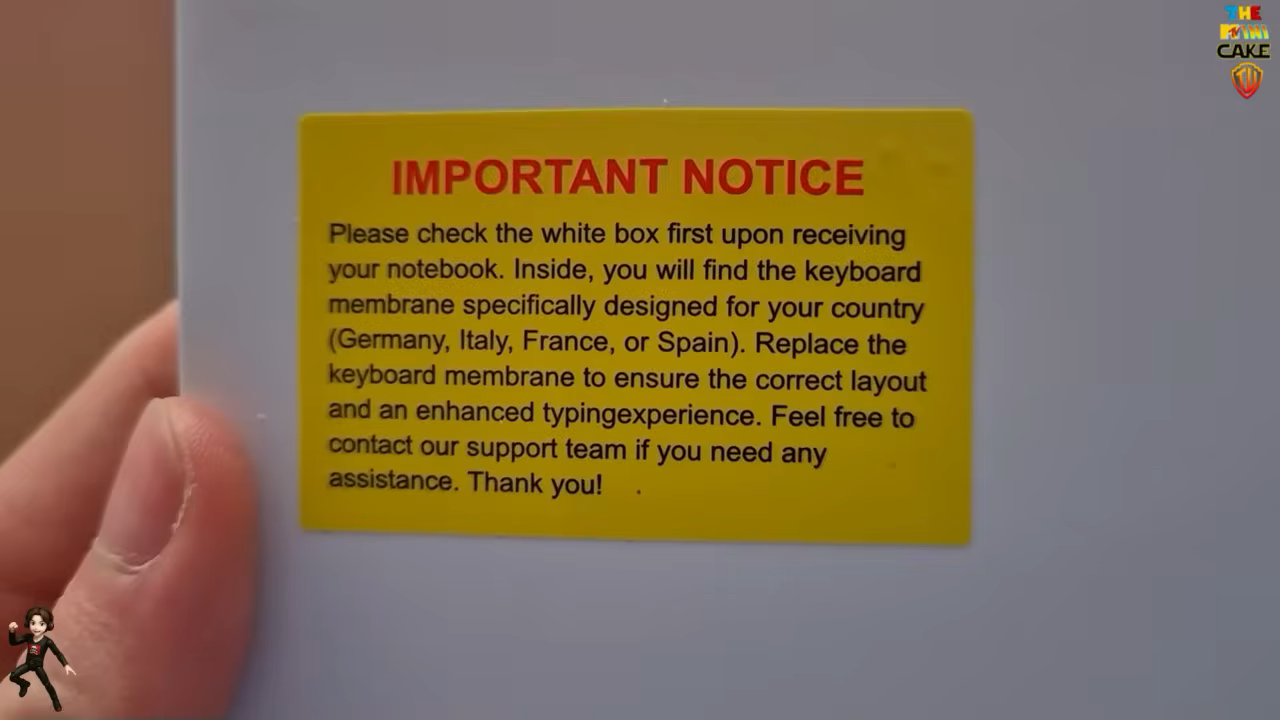 THE
MINI
CAKE
IMPORTANT NOTICE
Please check the white box first upon receiving
your notebook. Inside, you will find the keyboard
membrane specifically designed for your country
(Germany, Italy, France, or Spain). Replace the
keyboard membrane to ensure the correct layout
and an enhanced typingexperience. Feel free to
contact our support team if you need any
assistance. Thank you! .